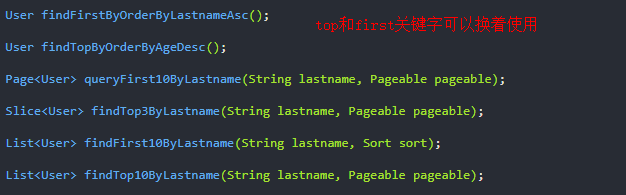 User findFirstByOrderByLastnameAsc();
top和first关键字可以换着使用
User findTopByOrderByAgeDesc();
Page<User> queryFirst10ByLastname(String lastname, Pageable pageable);
Slice<User> findTop3ByLastname(String lastname, Pageable pageable);
List<User> findFirst10ByLastname(String lastname, Sort sort);
List<User> findTop10ByLastname(String lastname, Pageable pageable);